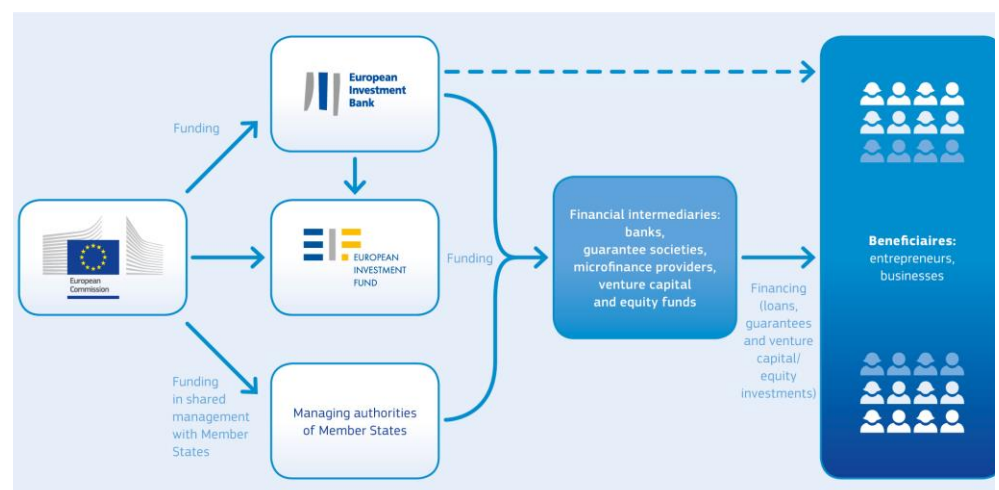 European
Investment
Bank
Funding
European
Commission
EUROPEAN
INVESTMENT
FUND
Funding
Funding
in shared
management
with Member
States
Managing authorities
of Member States
Financial intermediaries:
banks,
guarantee societies,
microfinance providers,
venture capital
and equity funds
Financing
(loans,
guarantees
and venture
capital/
equity
investments)
Beneficiaires:
entrepreneurs,
businesses